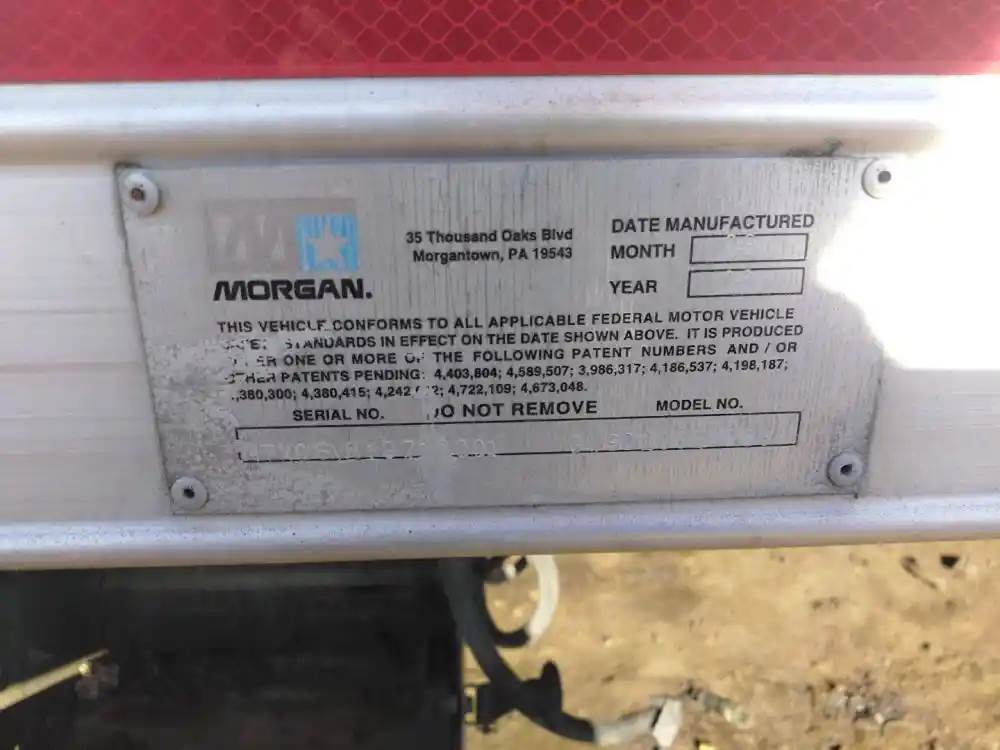 MORGAN.
35 Thousand Oaks Blvd
Morgantown, PA 19543
DATE MANUFACTURED
MONTH
YEAR
THIS VEHICLE CONFORMS TO ALL APPLICABLE FEDERAL MOTOR VEHICLE
STANDARDS IN EFFECT ON THE DATE SHOWN ABOVE. IT IS PRODUCED
ONE OR MORE OF THE FOLLOWING PATENT NUMBERS AND / OR
OTHER PATENTS PENDING: 4,403,804; 4,589,507; 3,986,317; 4,186,537; 4,198,187;
,380,300; 4,380,415; 4,722,109; 4,673,048.
SERIAL NO. DO NOT REMOVE MODEL NO.